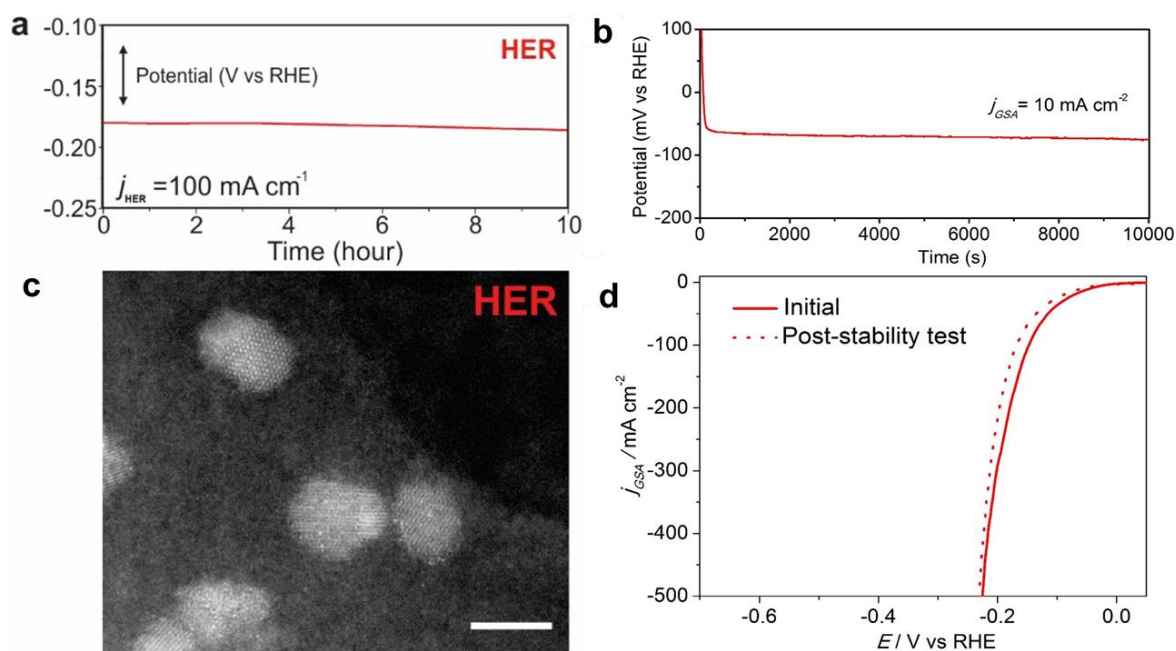 a
HER
-0.10
-0.15
-0.20
-0.25
Potential (V vs RHE)
jHER =100 mA cm-1
0 2 4 6 8 10
Time (hour)
b
Potential (mV vs RHE)
100
0
-100
-200
jGSA= 10 mA cm-2
0 2000 4000 6000 8000 10000
Time (s)
c
HER
d
jGSA / mA cm-2
0
-100
-200
-300
-400
-500
Initial
Post-stability test
-0.6 -0.4 -0.2 0.0
E / V vs RHE